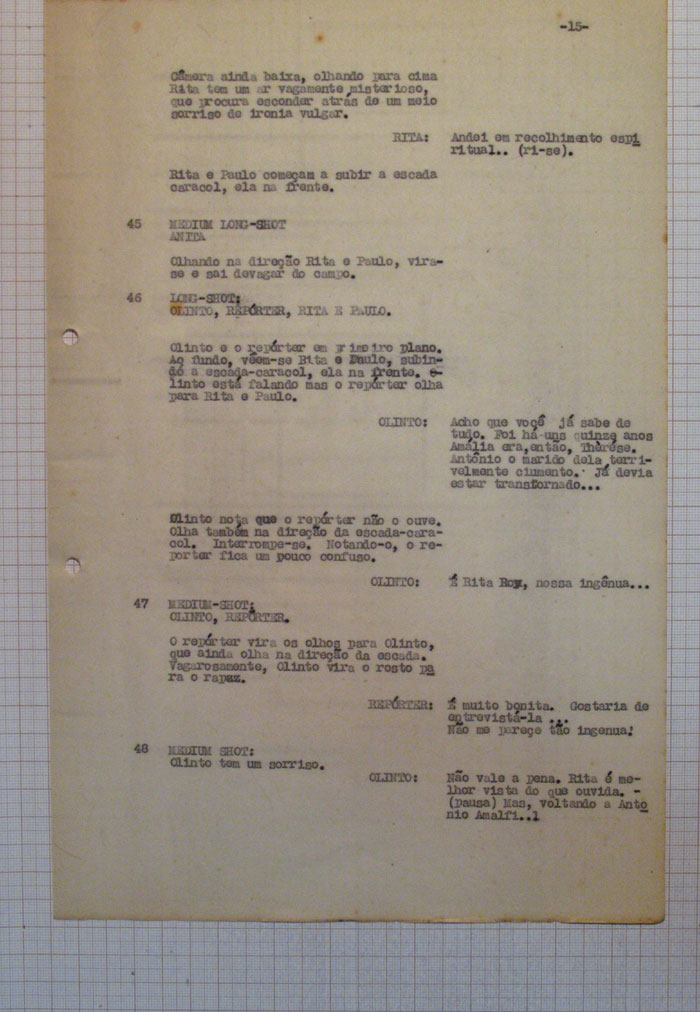 -15-
Câmera ainda baixa, olhando para cima
Rita tem um ar vagamente misterioso,
que procura esconder atrás de um meio
sorriso de ironia vulgar.
RITA: Andei em recolhimento espi
ritual.. (ri-se).
Rita e Paulo começam a subir a escada
caracol, ela na frente.
45 MEDIUM LONG-SHOT
ANITA
Olhando na direção Rita e Paulo, vira-
se e sai devagar do campo.
46 LONG-SHOT:
OLINTO, REPÓRTER, RITA E PAULO.
Olinto e o repórter em primeiro plano.
Ao fundo, vêem-se Rita e Paulo, subin-
do a escada-caracol, ela na frente. O-
linto está falando mas o repórter olha
para Rita e Paulo.
OLINTO: Acho que você já sabe de
tudo. Foi há uns quinze anos
Amália era,então, Thérése.
Antônio o marido dela terri-
velmente ciumento. Já devia
estar transtornado...
Olinto nota que o repórter não o ouve.
Olha também na direção da escada-cara-
col. Interrompe-se. Notando-o, o re-
porter fica um pouco confuso.
OLINTO: É Rita Roy, nossa ingênua...
47 MEDIUM-SHOT:
OLINTO, REPÓRTER.
O repórter vira os olhos para Olinto,
que ainda olha na direção da escada.
Vagarosamente, Olinto vira o rosto pa
ra o rapaz.
REPÓRTER: É muito bonita. Gostaria de
entrevistá-la ...
Não me pareçe tão ingenua!
48 MEDIUM SHOT:
Olinto tem um sorriso.
OLINTO: Não vale a pena. Rita é me-
lhor vista do que ouvida. -
(pausa) Mas, voltando a Anto
nio Amalfi..l